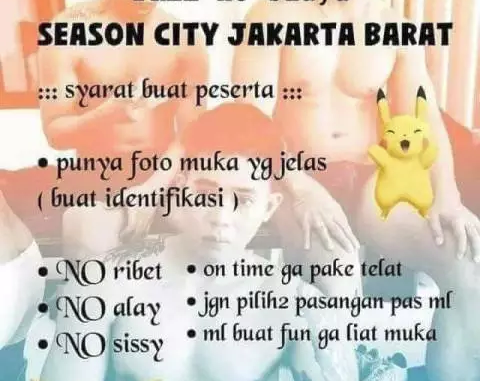 SEASON CITY JAKARTA BARAT
::: syarat buat peserta :::
• punya foto muka yg jelas
( buat identifikasi )
• NO ribet
• NO alay
• NO sissy
• on time ga pake telat
• jgn pilih2 pasangan pas ml
• ml buat fun ga liat muka